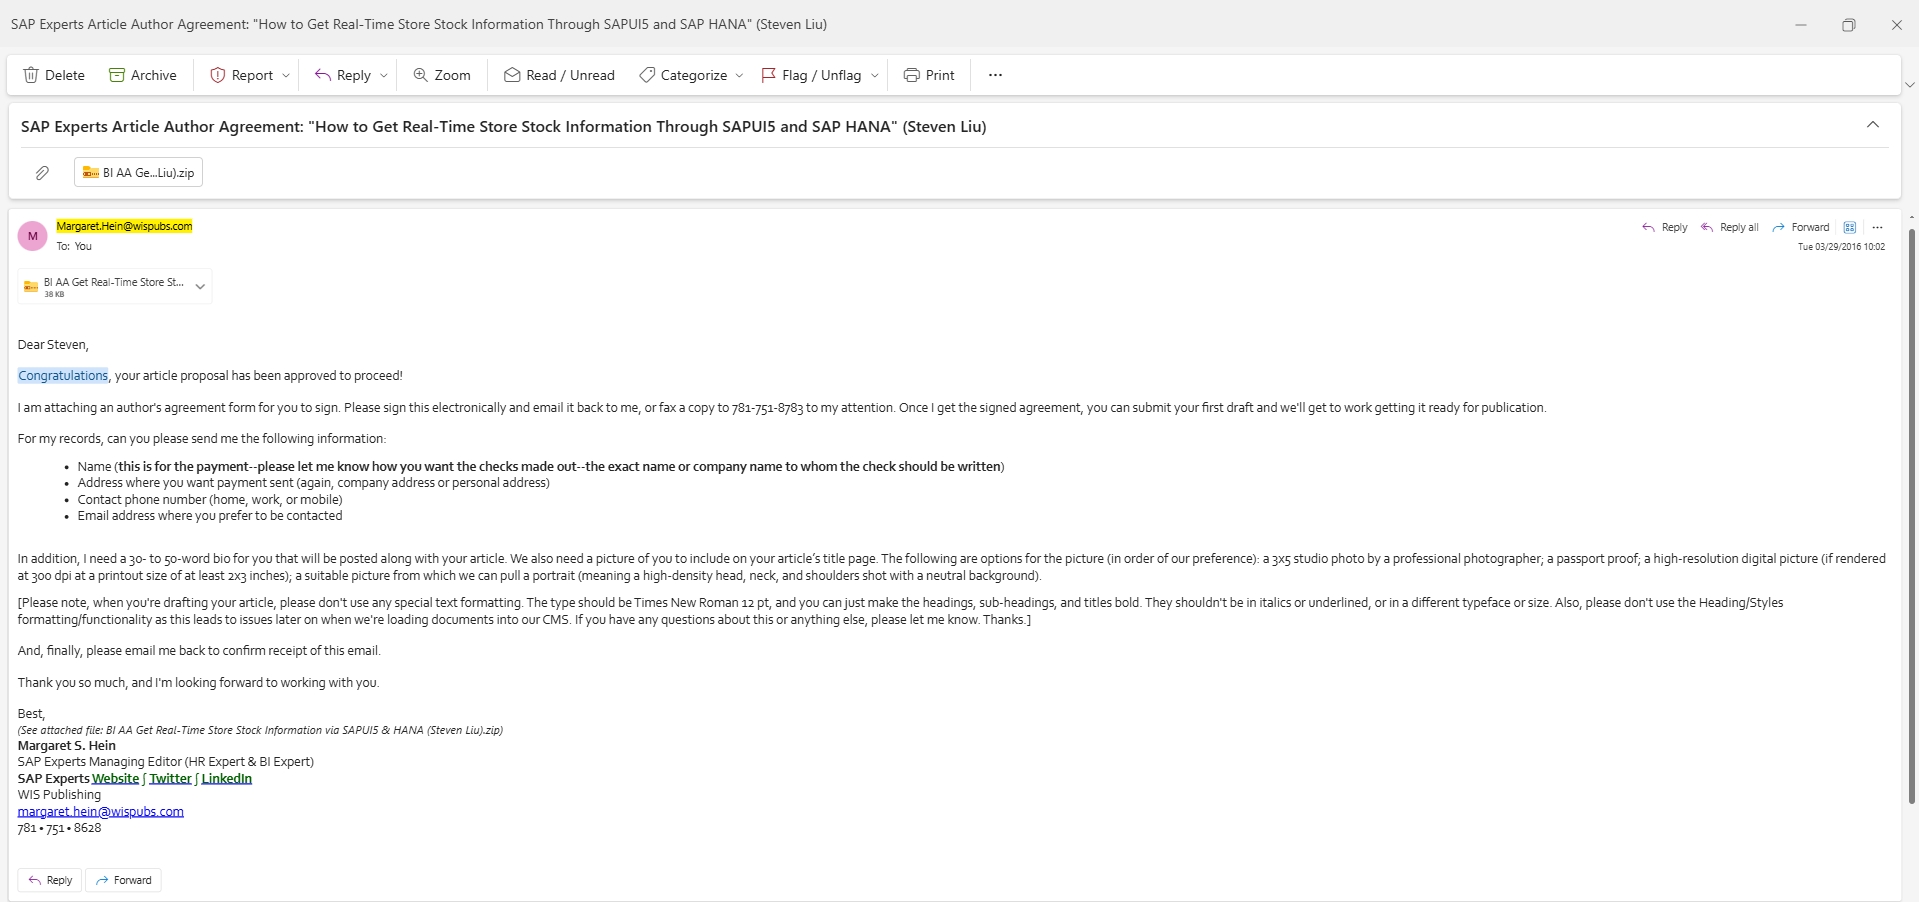 SAP Experts Article Author Agreement: "How to Get Real-Time Store Stock Information Through SAPUI5 and SAP HANA" (Steven Liu)
Delete Archive Report Reply Zoom Read / Unread Categorize Flag / Unflag Print ...
SAP Experts Article Author Agreement: "How to Get Real-Time Store Stock Information Through SAPUI5 and SAP HANA" (Steven Liu)
BI AA Ge...Liu).zip
M
Margaret.Hein@wispubs.com
To: You
Reply Reply all Forward ...
Tue 03/29/2016 10:02
BI AA Get Real-Time Store St...
38 KB
Dear Steven,
Congratulations, your article proposal has been approved to proceed!
I am attaching an author's agreement form for you to sign. Please sign this electronically and email it back to me, or fax a copy to 781-751-8783 to my attention. Once I get the signed agreement, you can submit your first draft and we'll get to work getting it ready for publication.
For my records, can you please send me the following information:
• Name (this is for the payment--please let me know how you want the checks made out--the exact name or company name to whom the check should be written)
• Address where you want payment sent (again, company address or personal address)
• Contact phone number (home, work, or mobile)
• Email address where you prefer to be contacted
In addition, I need a 30- to 50-word bio for you that will be posted along with your article. We also need a picture of you to include on your article's title page. The following are options for the picture (in order of our preference): a 3x5 studio photo by a professional photographer; a passport proof; a high-resolution digital picture (if rendered
at 300 dpi at a printout size of at least 2x3 inches); a suitable picture from which we can pull a portrait (meaning a high-density head, neck, and shoulders shot with a neutral background).
[Please note, when you're drafting your article, please don't use any special text formatting. The type should be Times New Roman 12 pt, and you can just make the headings, sub-headings, and titles bold. They shouldn't be in italics or underlined, or in a different typeface or size. Also, please don't use the Heading/Styles
formatting/functionality as this leads to issues later on when we're loading documents into our CMS. If you have any questions about this or anything else, please let me know. Thanks.]
And, finally, please email me back to confirm receipt of this email.
Thank you so much, and I'm looking forward to working with you.
Best,
(See attached file: BI AA Get Real-Time Store Stock Information via SAPUI5 & HANA (Steven Liu).zip)
Margaret S. Hein
SAP Experts Managing Editor (HR Expert & BI Expert)
SAP Experts Website ∫ Twitter ∫ LinkedIn
WIS Publishing
margaret.hein@wispubs.com
781 • 751 • 8628
Reply Forward